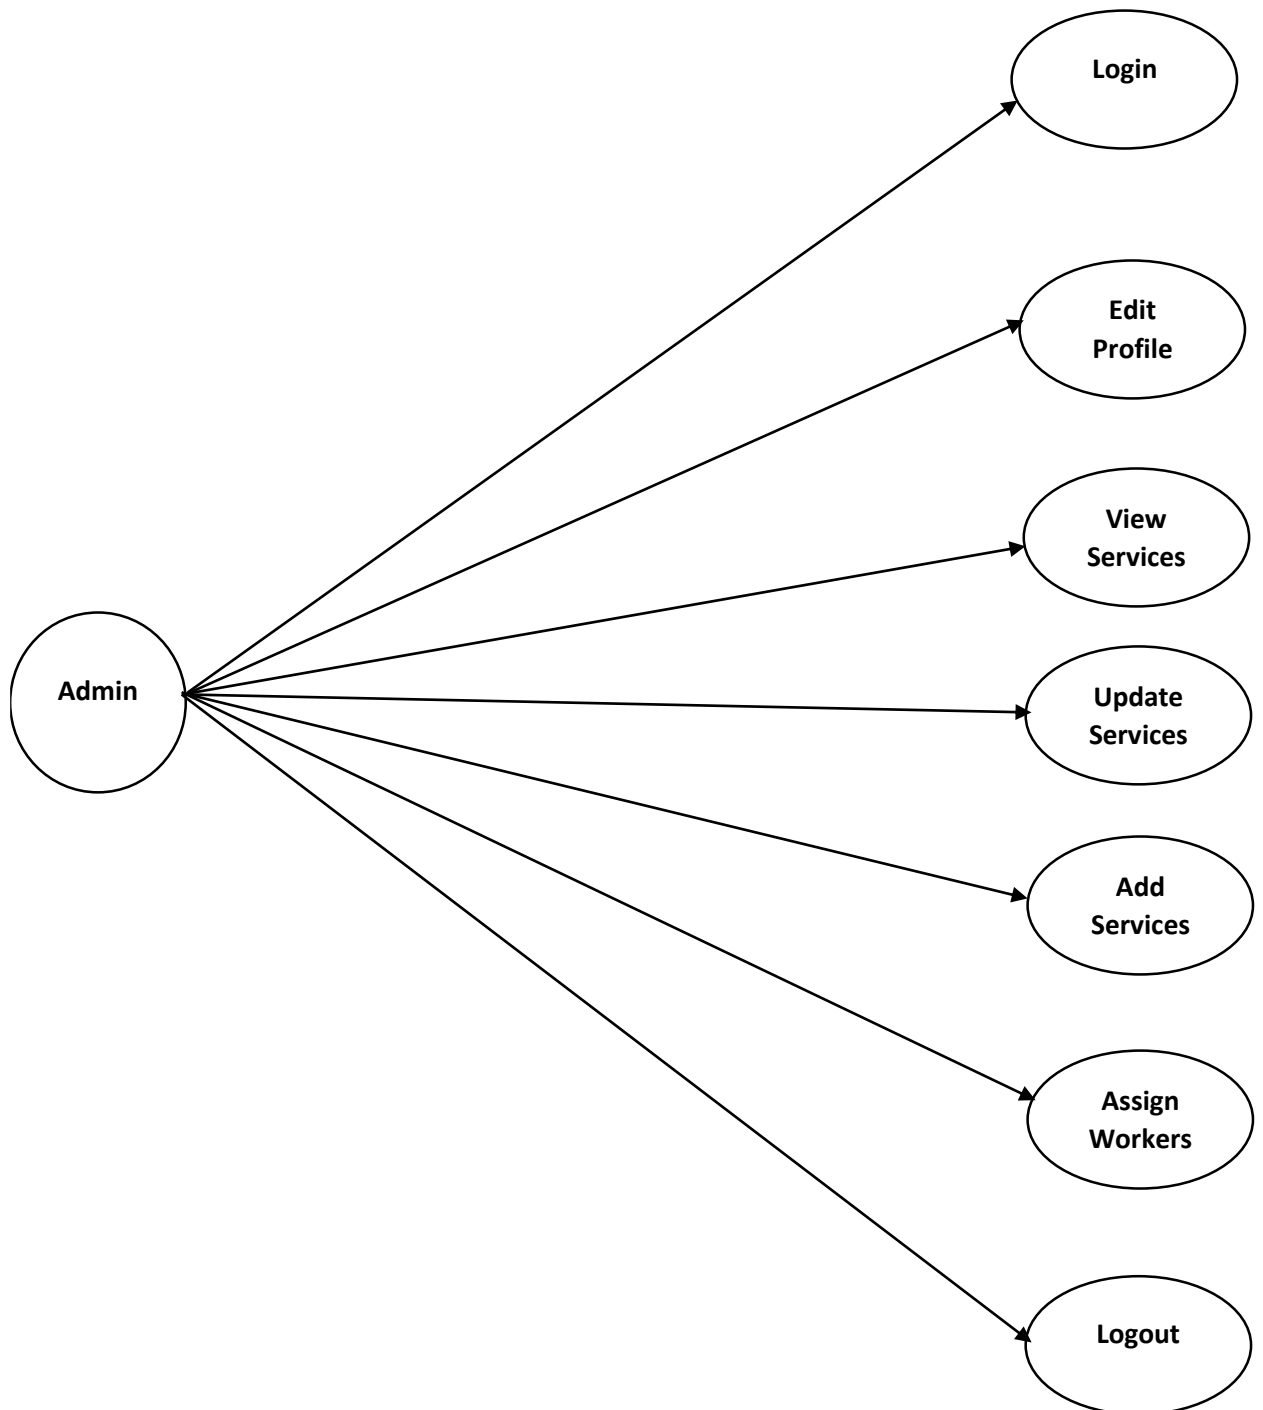 Login
Edit
Profile
View
Services
Admin
Update
Services
Add
Services
Assign
Workers
Logout